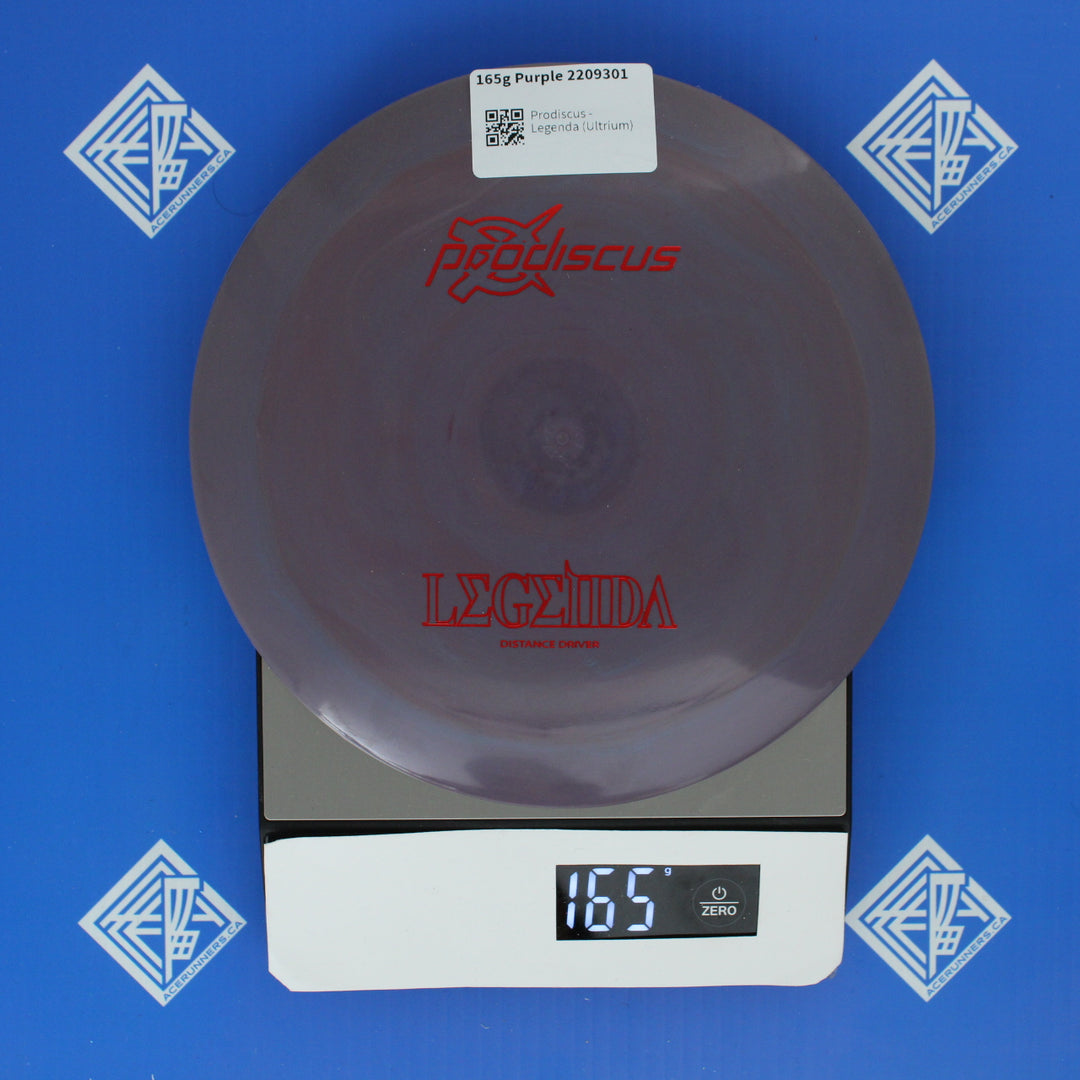 165g Purple 2209301
Prodiscus -
Legenda (Ultrium)
ACERUNNERS.CA
ACERUNNERS.CA
PRODISCUS
LEGENDA
DISTANCE DRIVER
165 g
ZERO
ACERUNNERS.CA
ACERUNNERS.CA